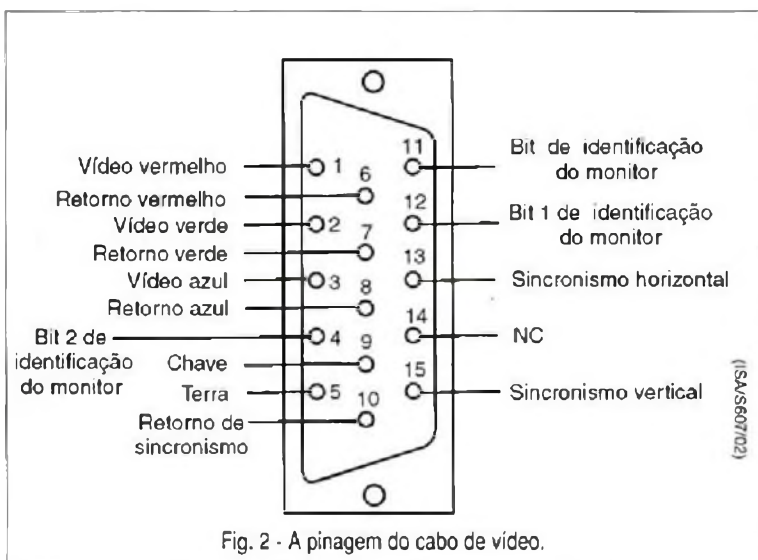 Vídeo vermelho
Retorno vermelho
Vídeo verde
Retorno verde
Vídeo azul
Retorno azul
Bit 2 de
identificação
do monitor
Chave
Terra
Retorno de
sincronismo
1
2
3
4
5
6
7
8
9
10
11
12
13
14
15
Bit de identificação
do monitor
Bit 1 de identificação
do monitor
Sincronismo horizontal
NC
Sincronismo vertical
(ISA/S607/02)
Fig. 2 - A pinagem do cabo de vídeo.